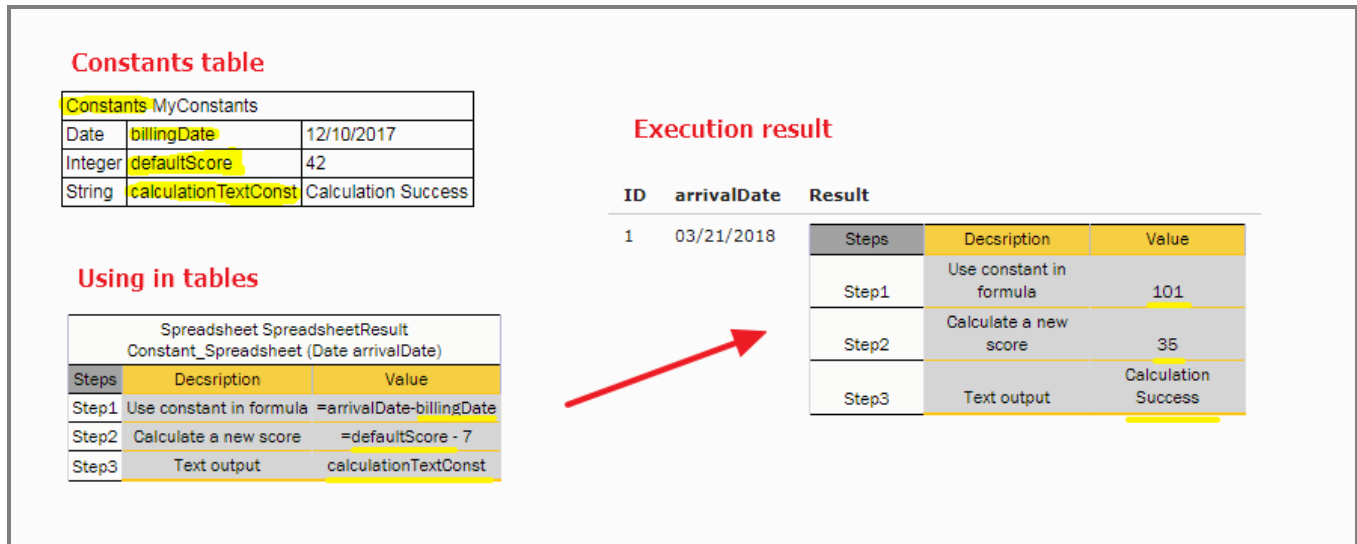 Constants table
Constants MyConstants
Date billingDate 12/10/2017
Integer defaultScore 42
String calculationTextConst Calculation Success
Using in tables
Spreadsheet SpreadsheetResult
Constant_Spreadsheet (Date arrivalDate)
Steps Decsription Value
Step1 Use constant in formula =arrivalDate-billingDate
Step2 Calculate a new score =defaultScore - 7
Step3 Text output calculationTextConst
Execution result
ID arrivalDate Result
1 03/21/2018
Steps Decsription Value
Use constant in
Step1 formula 101
Calculate a new
Step2 score 35
Calculation
Step3 Text output Success